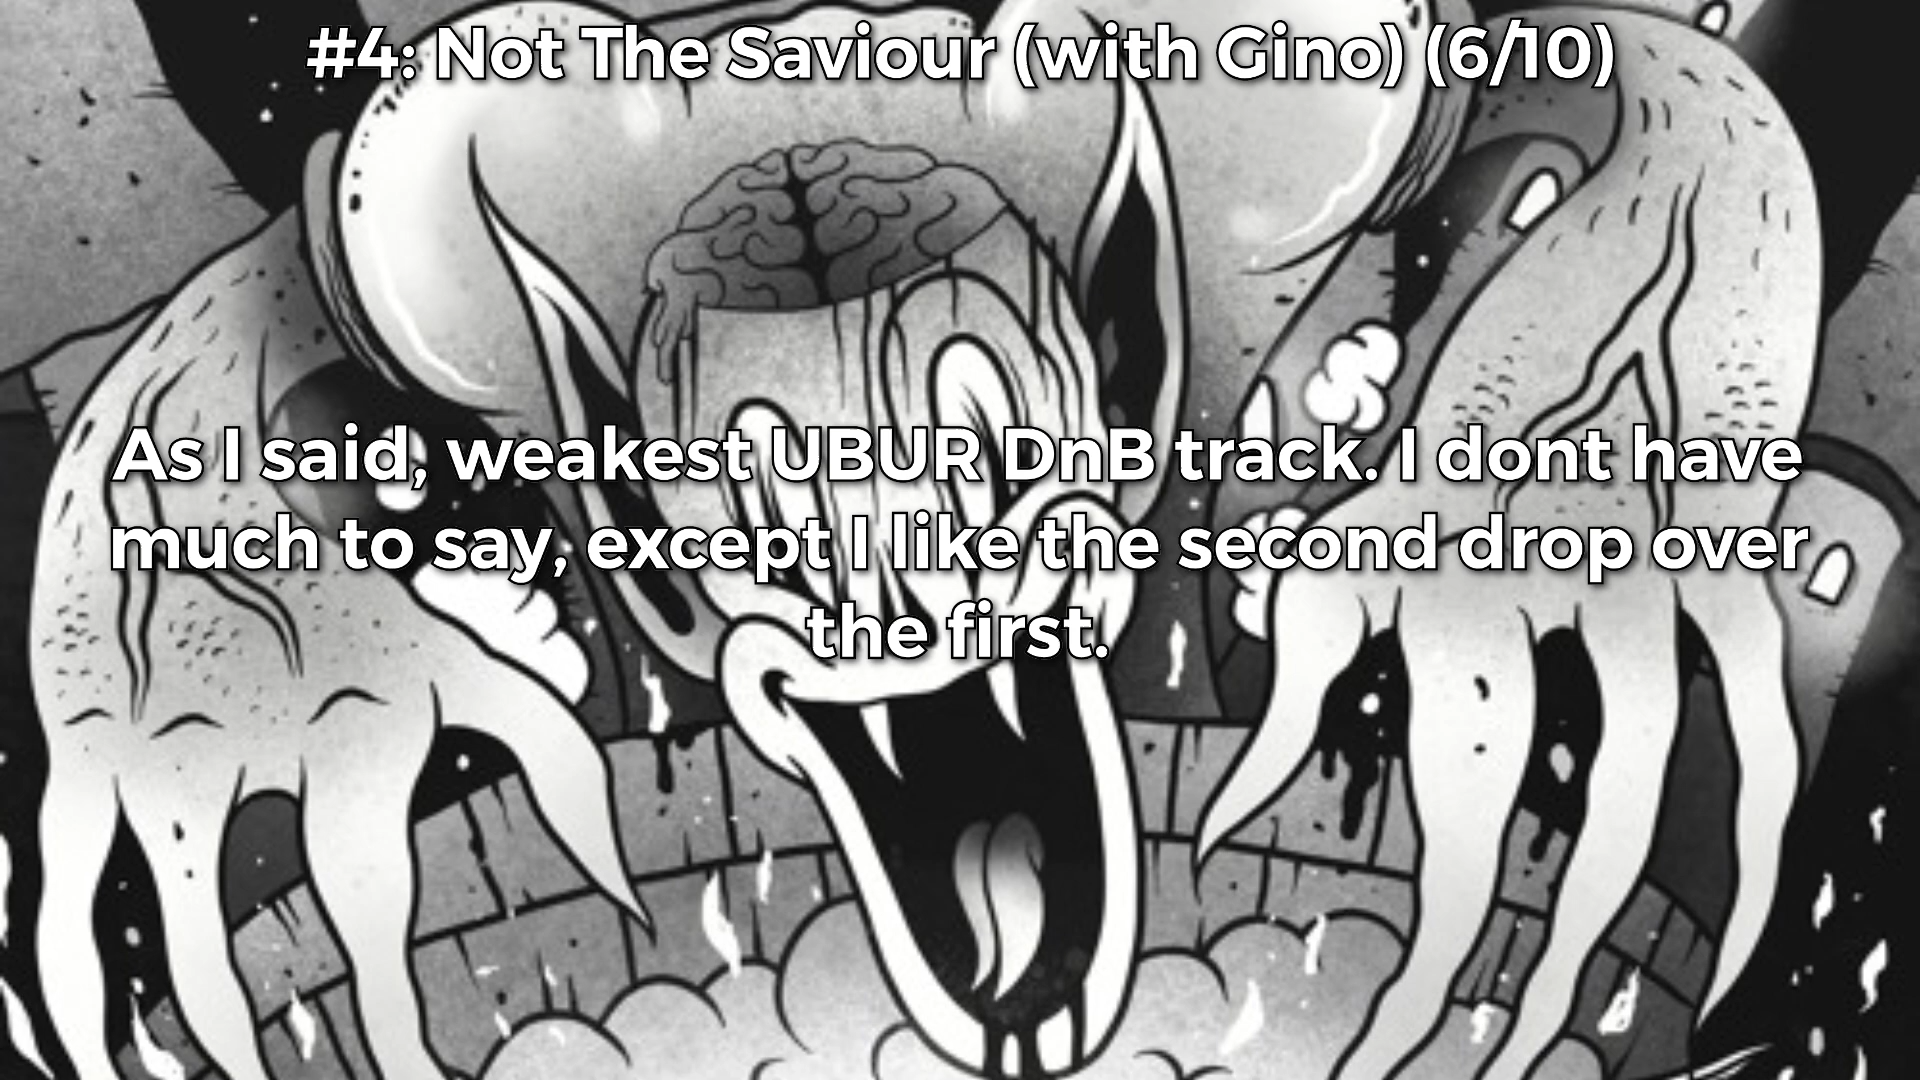 #4: Not The Saviour (with Gino) (6/10)
As I said, weakest UBUR DnB track. I dont have
much to say, except I like the second drop over
the first.